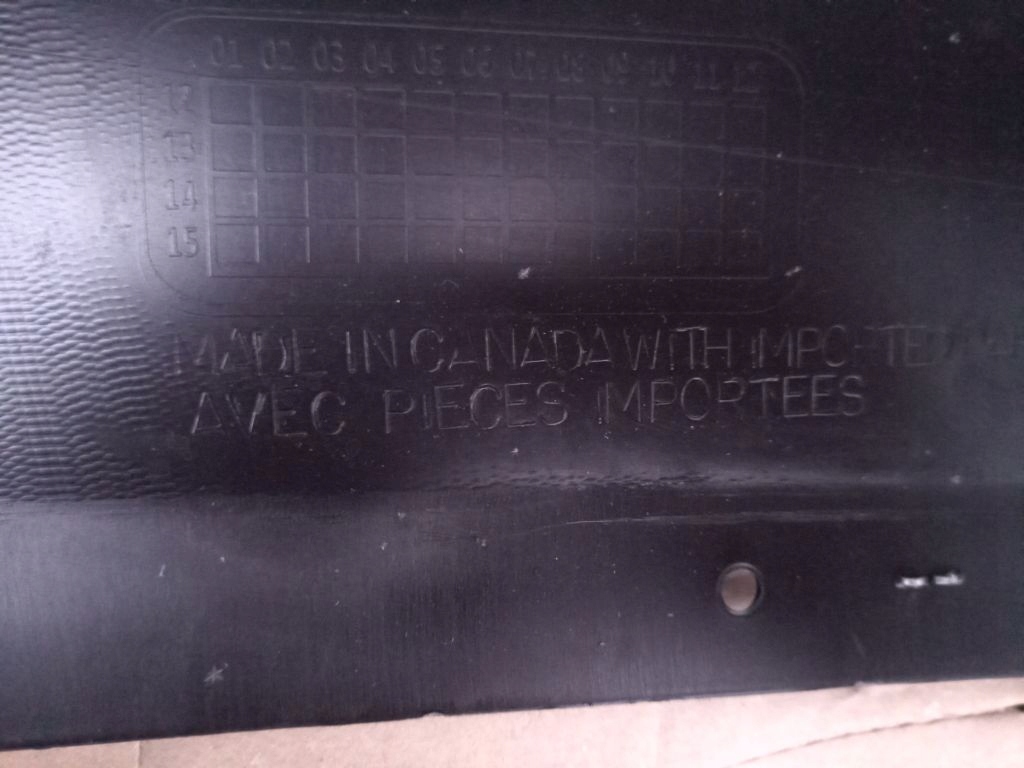 01 02 03 04 05 06 07 08 09 10 11 12
12
13
14
15
MADE IN CANADA WITH IMPORTED
AVEC PIECES IMPORTEES